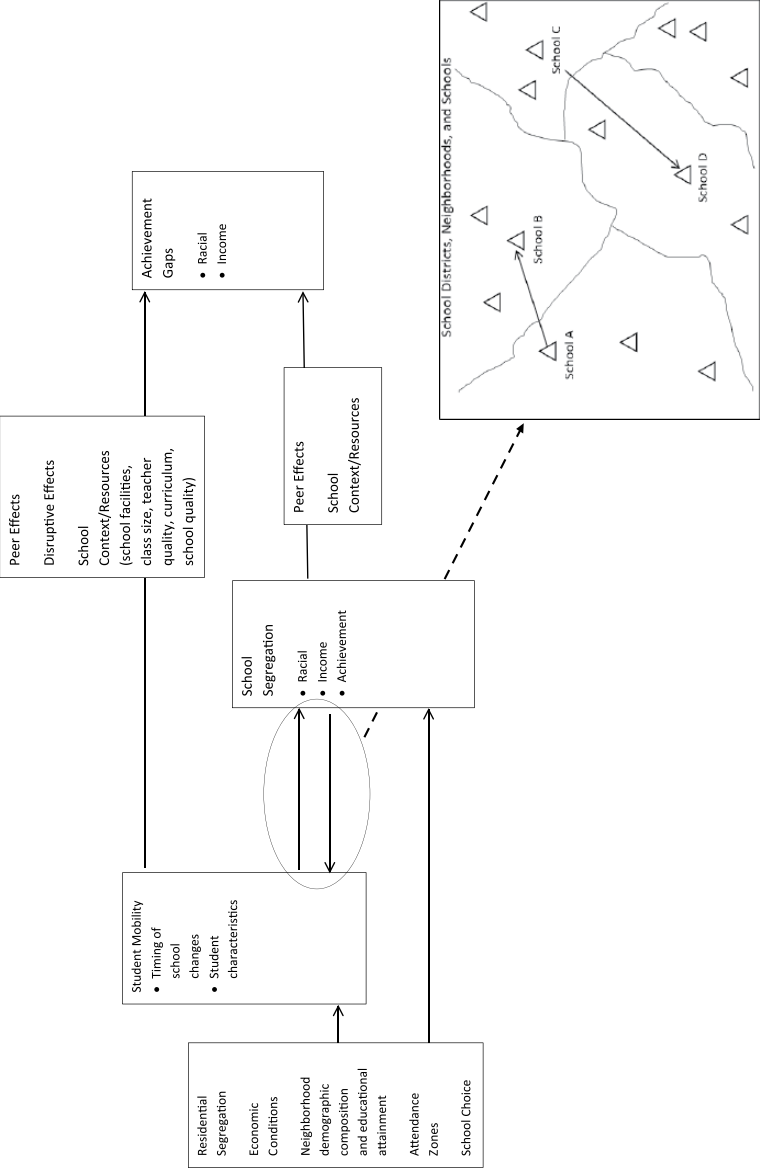 Residential
Segregation
Economic
Conditions
Neighborhood
demographic
composition
and educational
attainment
Attendance
Zones
School Choice
Student Mobility
• Timing of
school
changes
• Student
characteristics
School
Segregation
• Racial
• Income
• Achievement
Peer Effects
Disruptive Effects
School
Context/Resources
(school facilities,
class size, teacher
quality, curriculum,
school quality)
Peer Effects
School
Context/Resources
Achievement
Gaps
• Racial
• Income
School Districts, Neighborhoods, and Schools
School A
School B
School C
School D